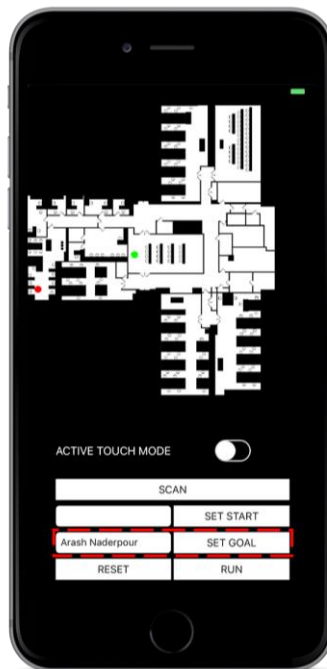 ACTIVE TOUCH MODE
SCAN
SET START
Arash Naderpour SET GOAL
RESET RUN